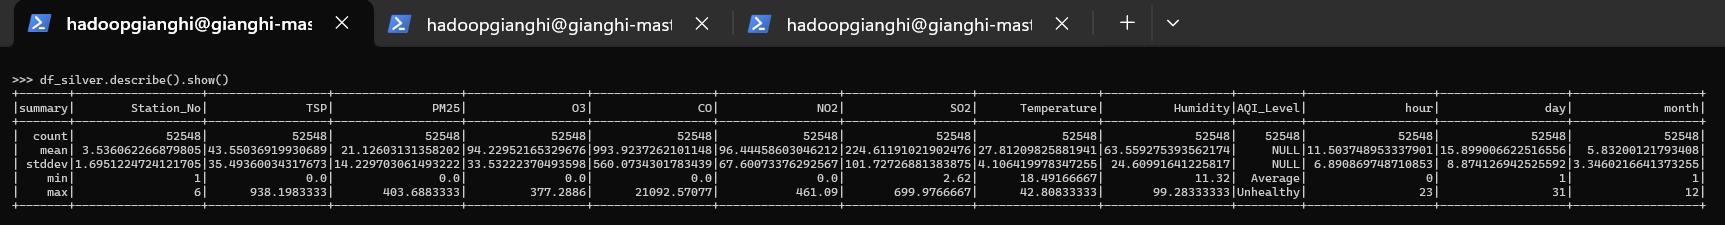 hadoopgianghi@gianghi-mas
hadoopgianghi@gianghi-mast
hadoopgianghi@gianghi-mast
>>> df_silver.describe().show()
+-------+------------------+-----------------+------------------+-----------------+-----------------+-----------------+------------------+------------------+-----------------+---------+------------------+-----------------+------------------+
|summary|        Station_No|              TSP|              PM25|               O3|               CO|              NO2|               SO2|       Temperature|         Humidity|AQI_Level|              hour|              day|             month|
+-------+------------------+-----------------+------------------+-----------------+-----------------+-----------------+------------------+------------------+-----------------+---------+------------------+-----------------+------------------+
|  count|             52548|            52548|             52548|            52548|            52548|            52548|             52548|             52548|            52548|    52548|             52548|            52548|             52548|
|   mean| 3.536062266879805|43.55036919930689| 21.12603131358202|94.22952165329676|993.9237262101148|96.44458603046212|224.61191021902476|27.81209825881941|63.559275393562174|     NULL|11.503748953337901|15.899006622516556|  5.83200121793408|
| stddev|1.6951224724121705|35.493600343176​73|14.229703061493222|33.53222370493598|560.0734301783439|67.60073376292567|101.727268813838​75|4.1064199978347255| 24.60991641225817|     NULL| 6.890869748710853| 8.874126942525592|3.3460216641373255|
|    min|                 1|              0.0|               0.0|              0.0|              0.0|              0.0|              2.62|       18.49166667|            11.32|  Average|                 0|                1|                 1|
|    max|                 6|      938.1983333|       403.6883333|         377.2886|      21092.57077|           461.09|       699.9766667|       42.80833333|      99.28333333|Unhealthy|                23|               31|                12|
+-------+------------------+-----------------+------------------+-----------------+-----------------+-----------------+------------------+------------------+-----------------+---------+------------------+-----------------+------------------+